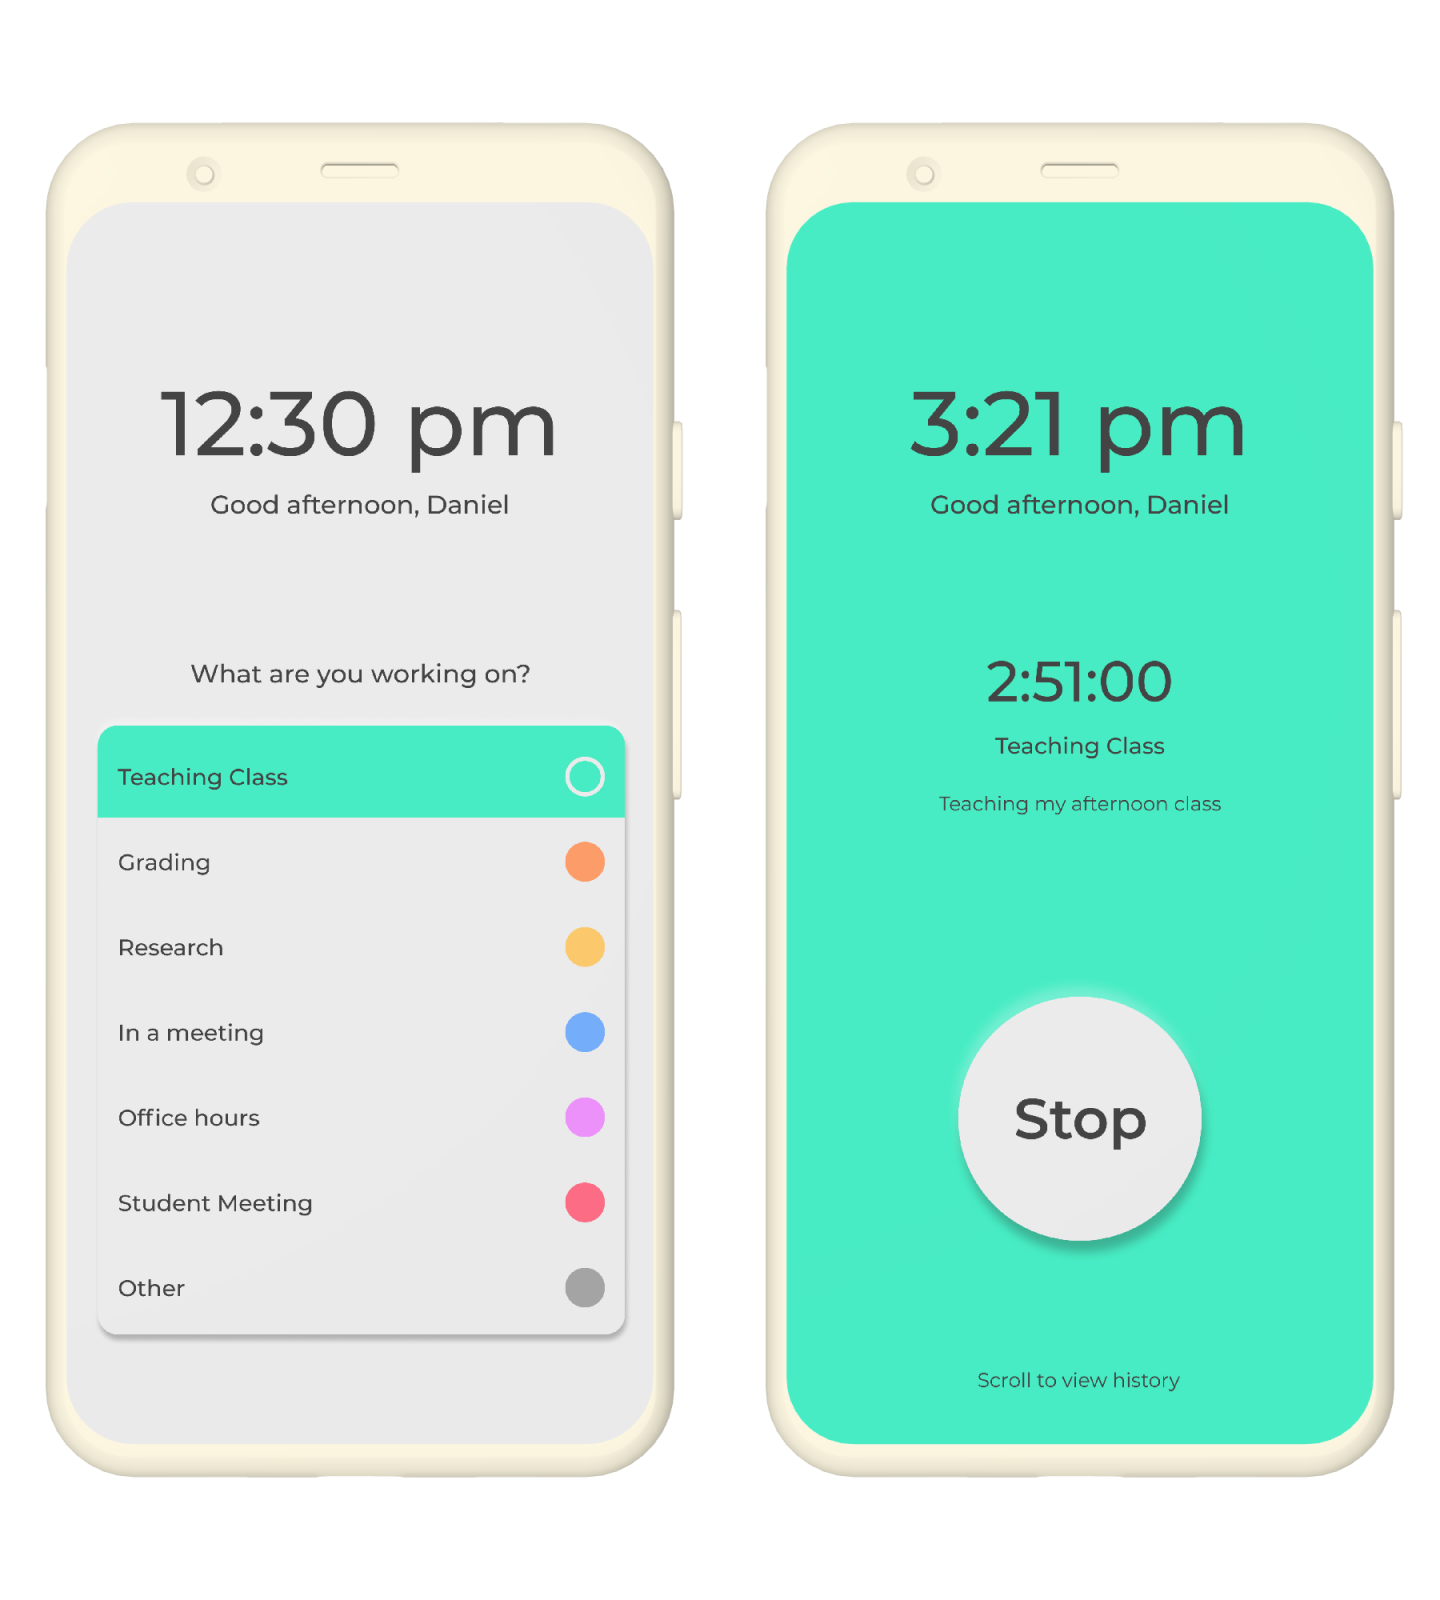 12:30 pm
Good afternoon, Daniel
What are you working on?
Teaching Class
Grading
Research
In a meeting
Office hours
Student Meeting
Other
3:21 pm
Good afternoon, Daniel
2:51:00
Teaching Class
Teaching my afternoon class
Stop
Scroll to view history